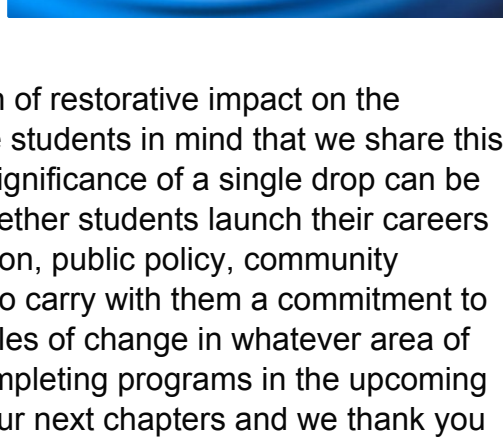 of restorative impact on the
students in mind that we share this
ignificance of a single drop can be
ether students launch their careers
on, public policy, community
o carry with them a commitment to
les of change in whatever area of
mpleting programs in the upcoming
ur next chapters and we thank you